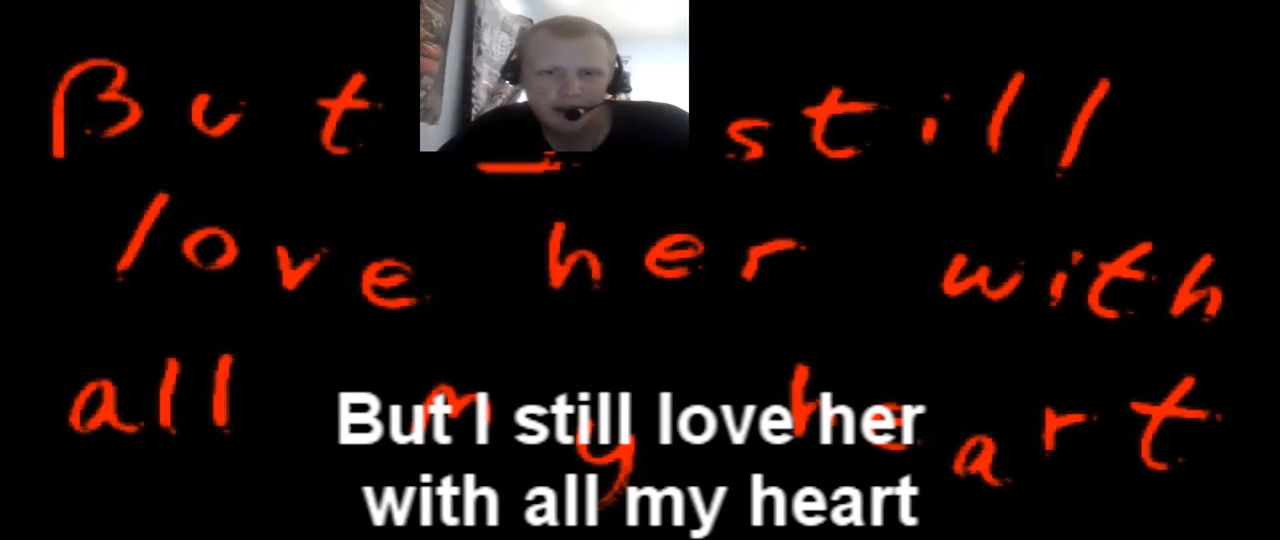 But I still
love her with
all my heart
But I still love her
with all my heart